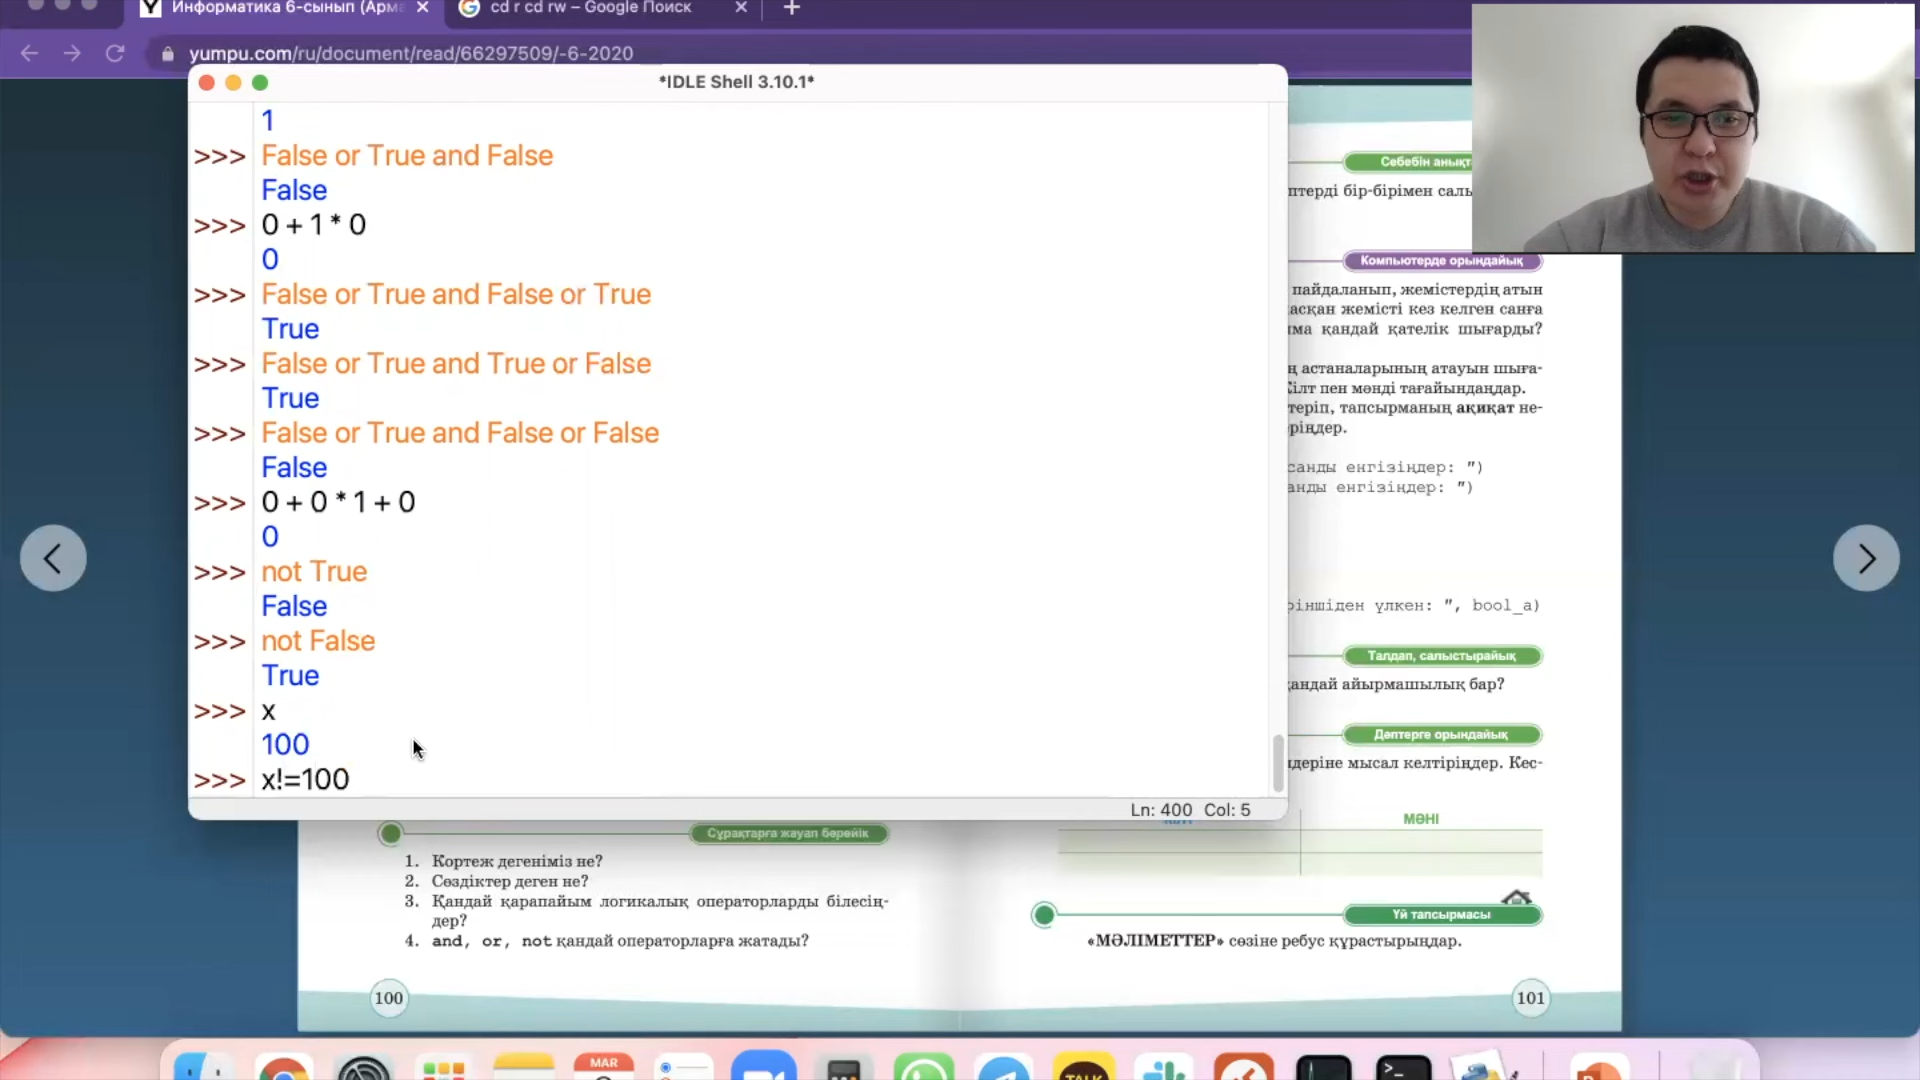 Информатика 6-сынып (Арма
cd r cd rw – Google Поиск
yumpu.com/ru/document/read/66297509/-6-2020
*IDLE Shell 3.10.1*
1
>>> False or True and False
False
>>> 0 + 1 * 0
0
>>> False or True and False or True
True
>>> False or True and True or False
True
>>> False or True and False or False
False
>>> 0 + 0 * 1 + 0
0
>>> not True
False
>>> not False
True
>>> x
100
>>> x!=100
Ln: 400 Col: 5
Себебін анықт
птерді бір-бірімен салы
Компьютерде орындайық
пайдаланып, жемістердің атын
асқан жемісті кез келген санға
ма қандай қателік шығарды?
ң астаналарының атауын шыға-
ілт пен мәнді тағайындаңдар.
теріп, тапсырманың ақиқат не-
ріңдер.
санды енгізіңдер: ")
анды енгізіңдер: ")
ріншіден үлкен: ", bool_a)
Талдап, салыстырайық
қандай айырмашылық бар?
Дәптерге орындайық
деріне мысал келтіріңдер. Кес-
МӘНІ
Үй тапсырмасы
«МӘЛІМЕТТЕР» сөзіне ребус құрастырыңдар.
101
Сұрақтарға жауап берейік
1. Кортеж дегеніміз не?
2. Сөздіктер деген не?
3. Қандай қарапайым логикалық операторларды білесің-
дер?
4. and, or, not қандай операторларға жатады?
100
MAR
TALK